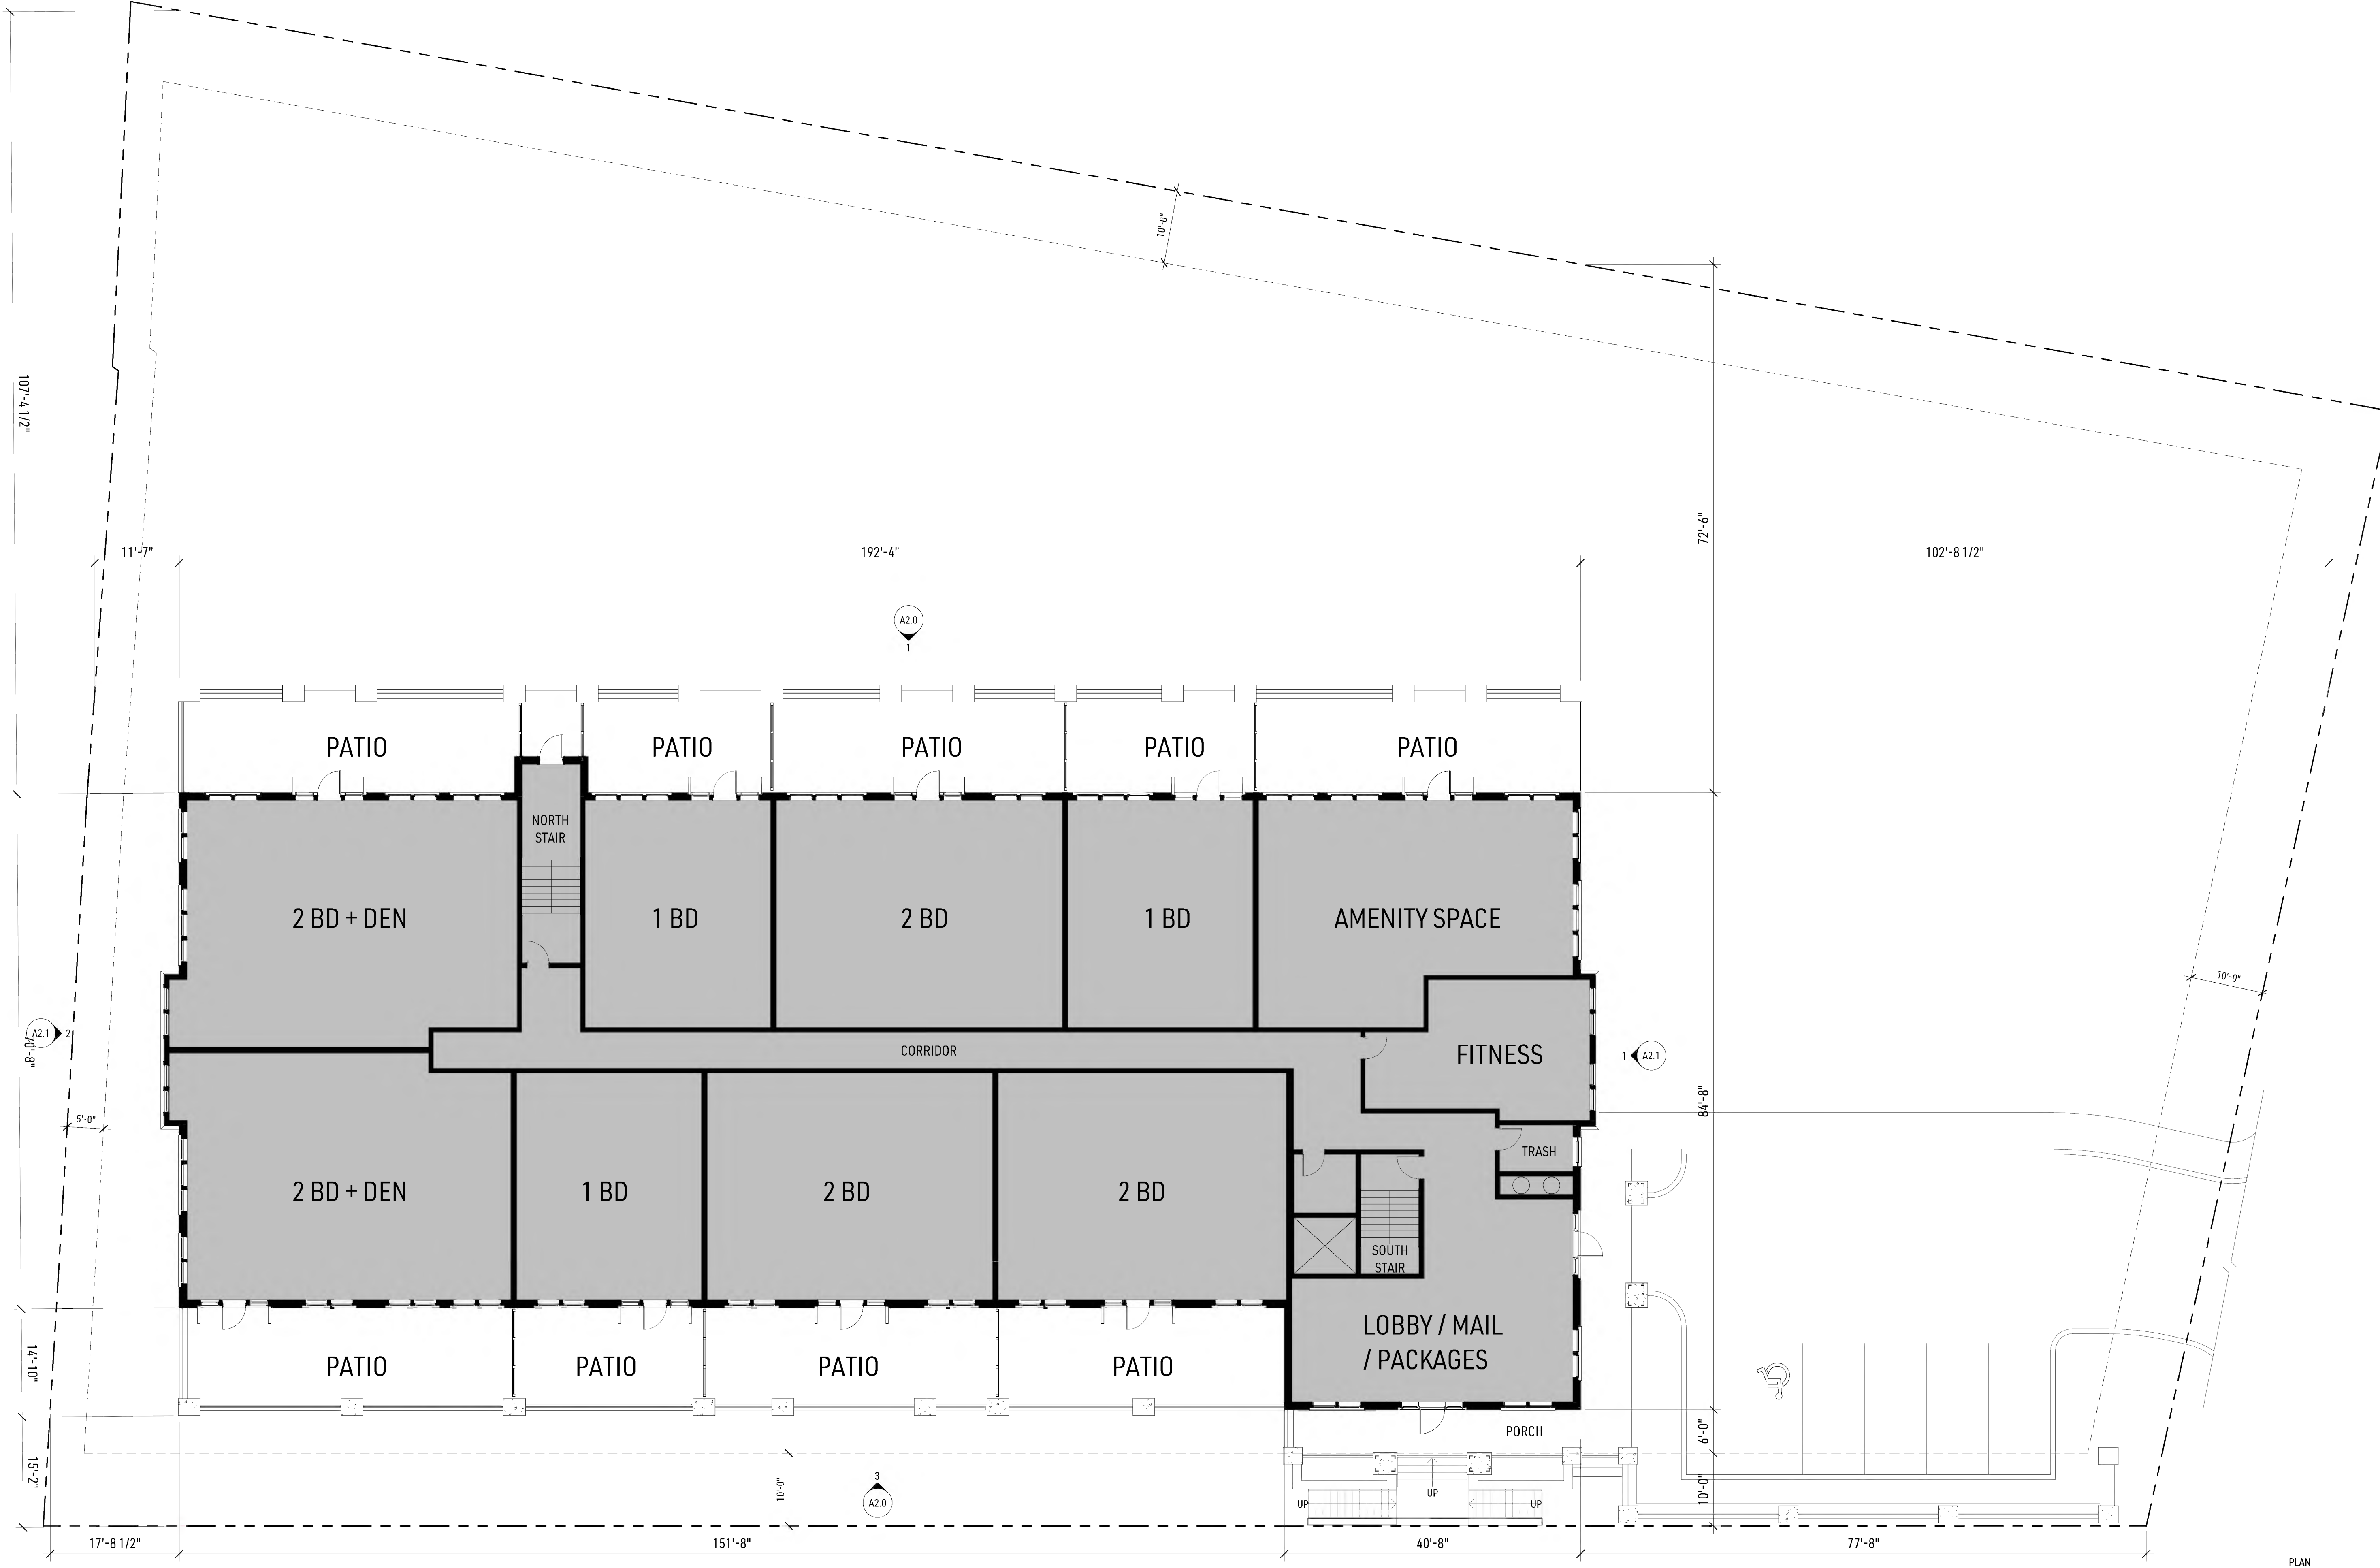 10'-0"
107'-4 1/2"
72'-6"
11'-7"
192'-4"
102'-8 1/2"
A2.0
1
PATIO
PATIO
PATIO
PATIO
PATIO
NORTH
STAIR
2 BD + DEN
1 BD
2 BD
1 BD
AMENITY SPACE
10'-0"
A2.1
2
70'-8"
CORRIDOR
FITNESS
1
A2.1
84'-8"
5'-0"
TRASH
2 BD + DEN
1 BD
2 BD
2 BD
SOUTH
STAIR
LOBBY / MAIL
/ PACKAGES
14'-10"
PATIO
PATIO
PATIO
PATIO
PORCH
6'-0"
15'-2"
10'-0"
3
A2.0
UP
UP
UP
10'-0"
17'-8 1/2"
151'-8"
40'-8"
77'-8"
PLAN